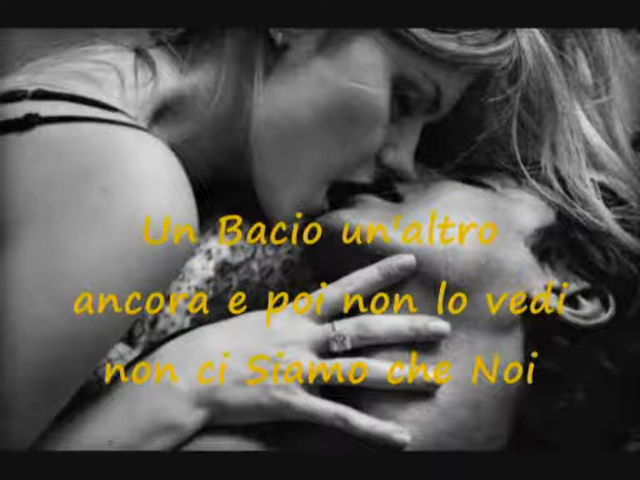 Un Bacio un'altro
ancora e poi non lo vedi
non ci Siamo che Noi